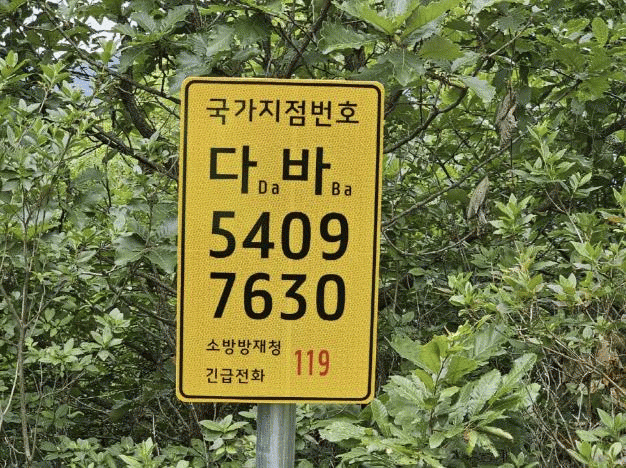 국가지점번호
다Da바Ba
5409
7630
소방방재청
긴급전화 119